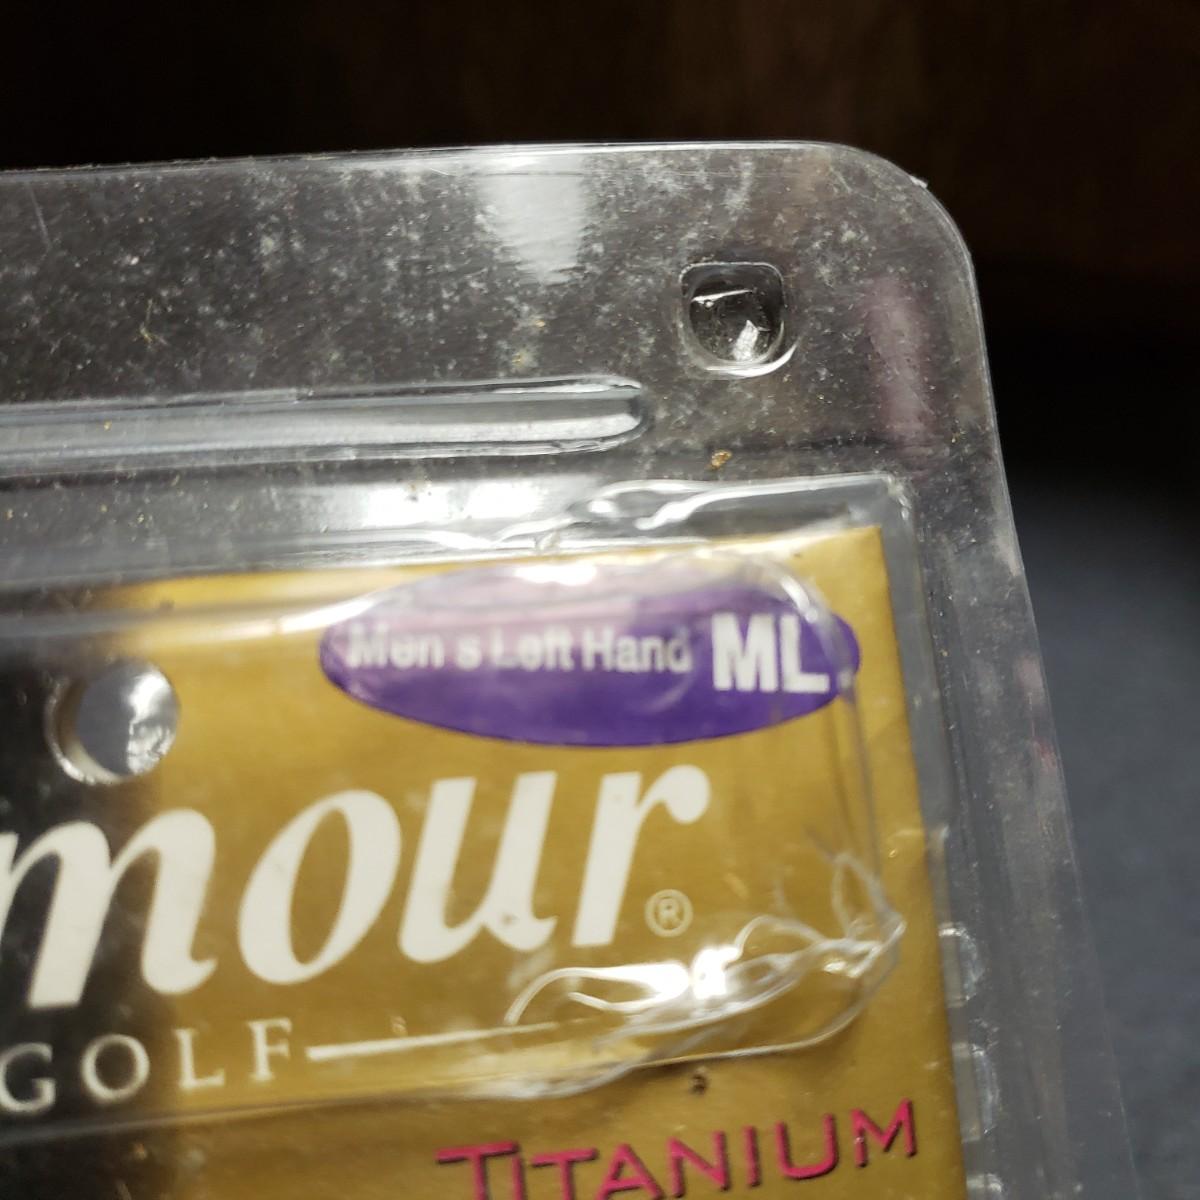 Men's Left Hand ML
mour®
GOLF
TITANIUM